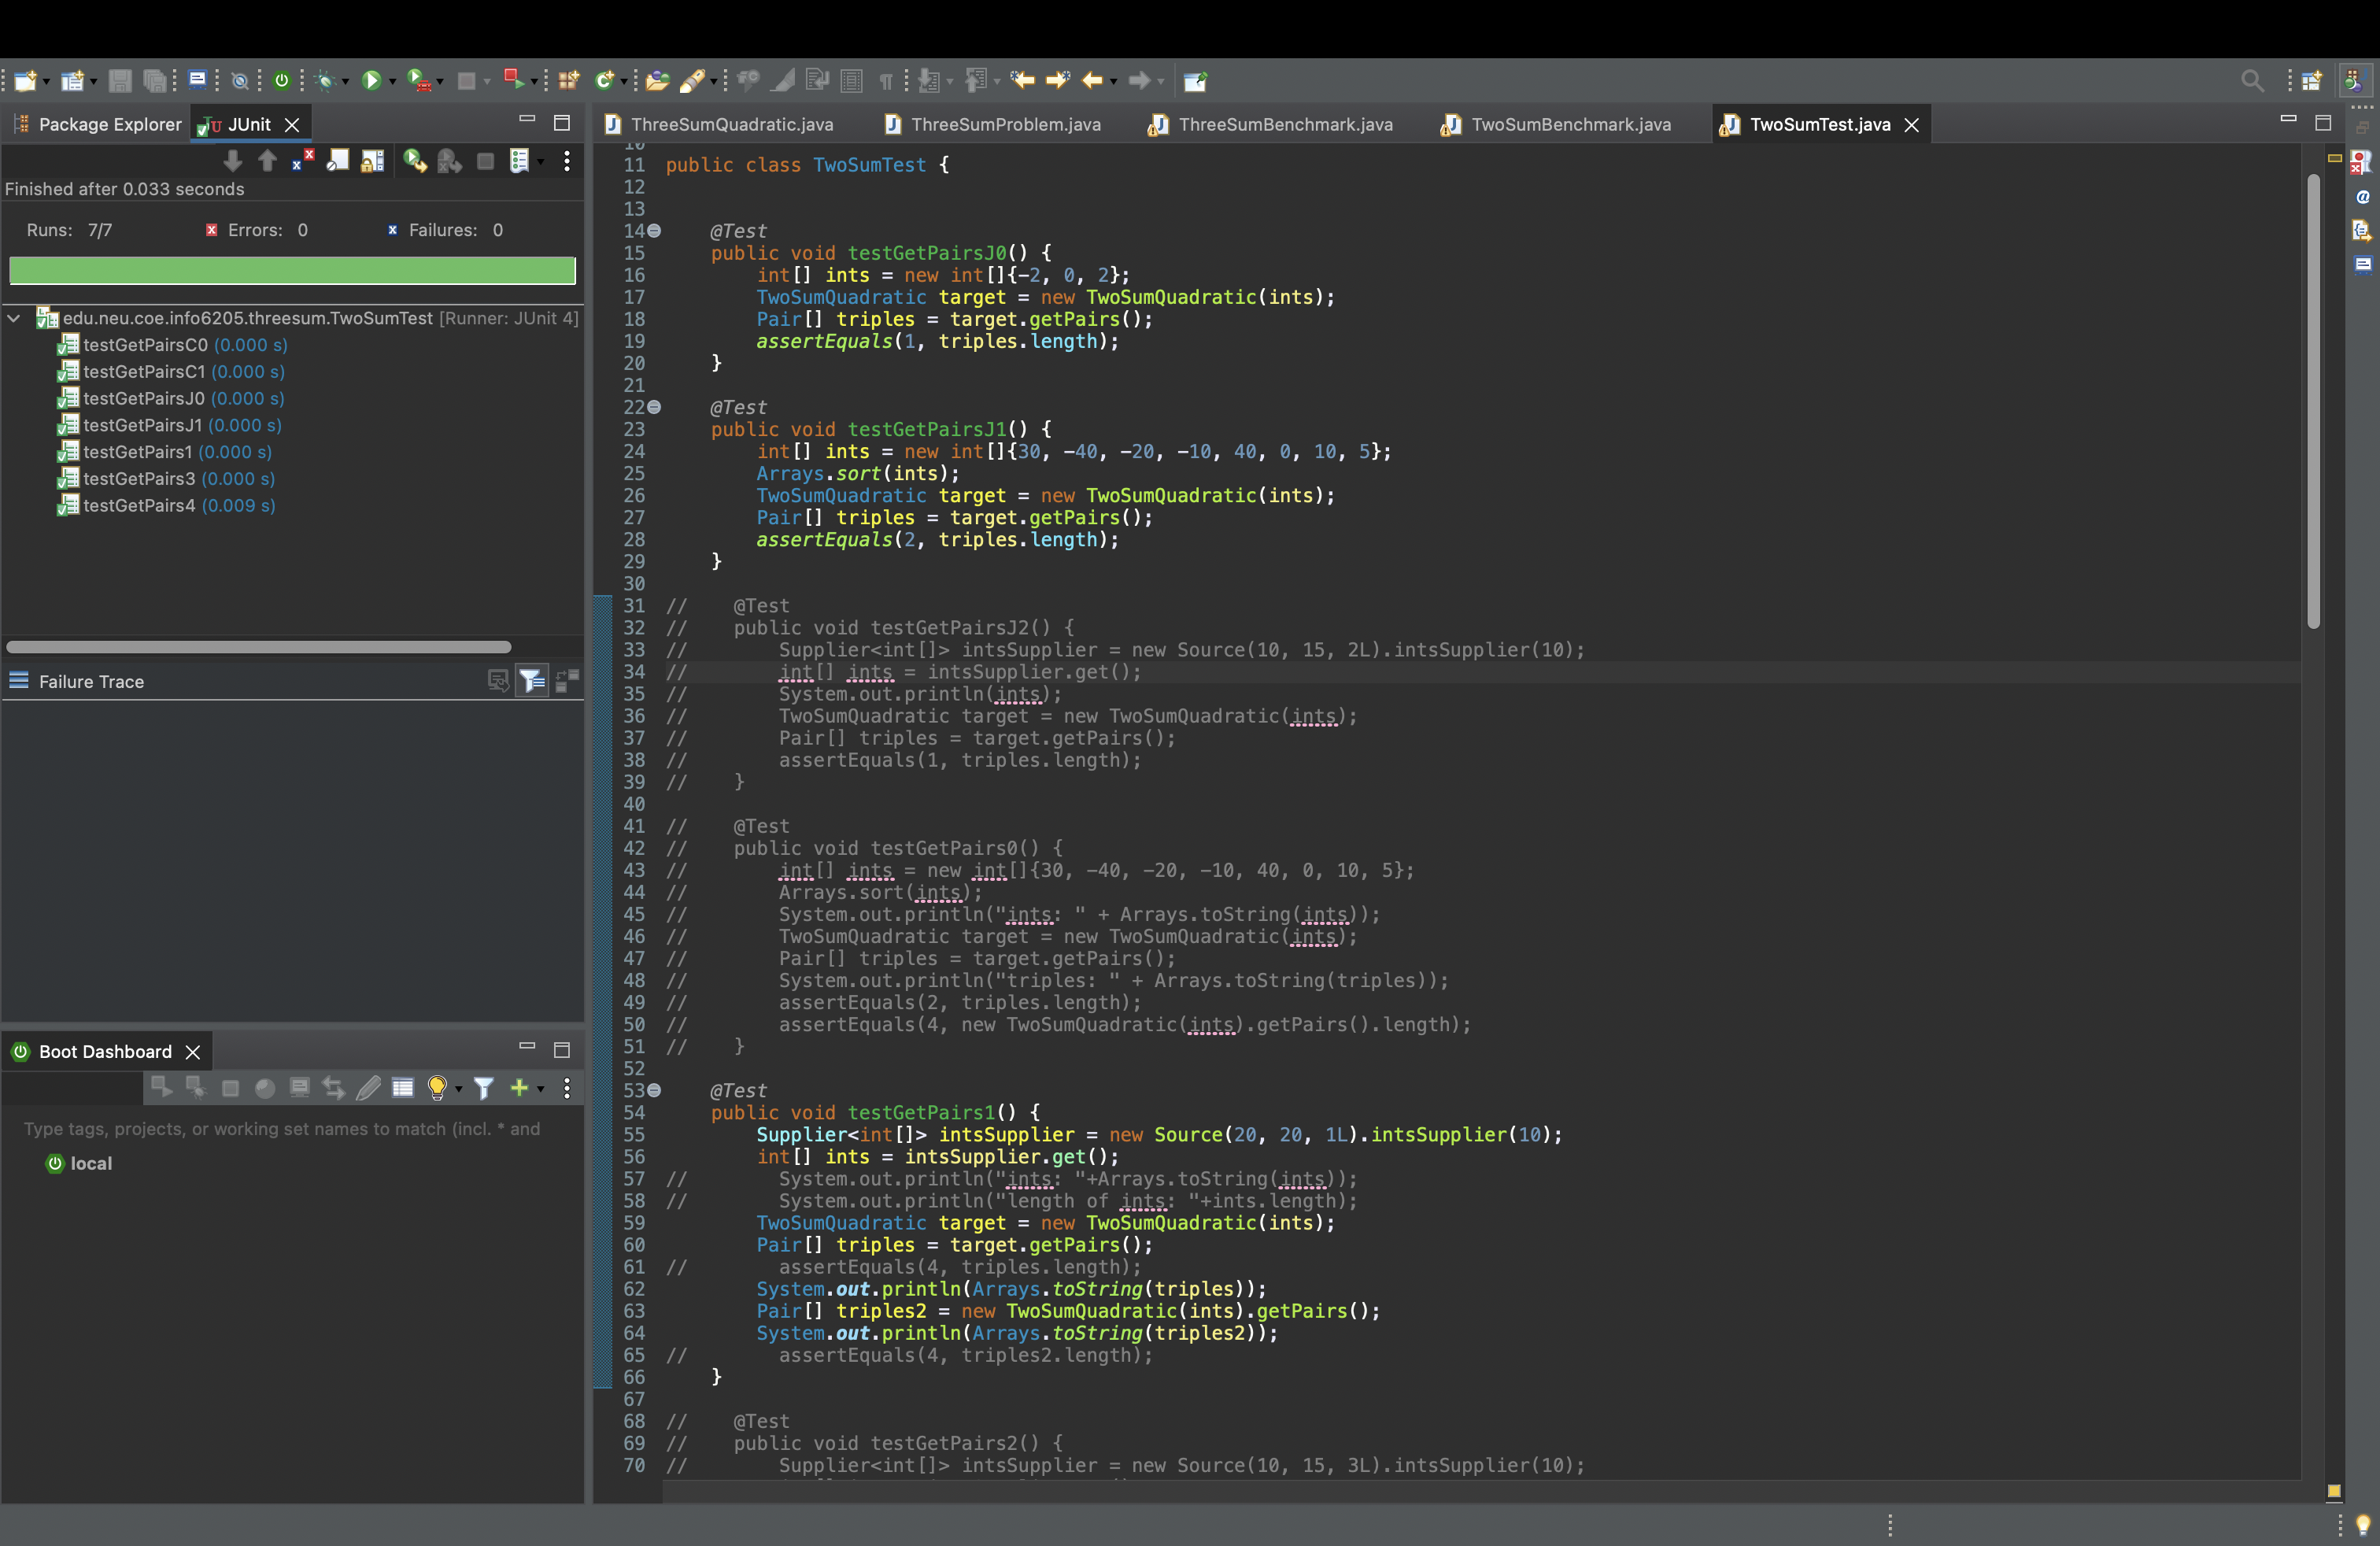 Package Explorer
JUnit
Finished after 0.033 seconds
Runs: 7/7
Errors: 0
Failures: 0
edu.neu.coe.info6205.threesum.TwoSumTest [Runner: JUnit 4]
testGetPairsC0 (0.000 s)
testGetPairsC1 (0.000 s)
testGetPairsJ0 (0.000 s)
testGetPairsJ1 (0.000 s)
testGetPairs1 (0.000 s)
testGetPairs3 (0.000 s)
testGetPairs4 (0.009 s)
Failure Trace
Boot Dashboard
Type tags, projects, or working set names to match (incl. * and
local
ThreeSumQuadratic.java
ThreeSumProblem.java
ThreeSumBenchmark.java
TwoSumBenchmark.java
TwoSumTest.java
10
11 public class TwoSumTest {
12
13
14     @Test
15     public void testGetPairsJ0() {
16         int[] ints = new int[]{-2, 0, 2};
17         TwoSumQuadratic target = new TwoSumQuadratic(ints);
18         Pair[] triples = target.getPairs();
19         assertEquals(1, triples.length);
20     }
21
22     @Test
23     public void testGetPairsJ1() {
24         int[] ints = new int[]{30, -40, -20, -10, 40, 0, 10, 5};
25         Arrays.sort(ints);
26         TwoSumQuadratic target = new TwoSumQuadratic(ints);
27         Pair[] triples = target.getPairs();
28         assertEquals(2, triples.length);
29     }
30
31 //    @Test
32 //    public void testGetPairsJ2() {
33 //        Supplier<int[]> intsSupplier = new Source(10, 15, 2L).intsSupplier(10);
34 //        int[] ints = intsSupplier.get();
35 //        System.out.println(ints);
36 //        TwoSumQuadratic target = new TwoSumQuadratic(ints);
37 //        Pair[] triples = target.getPairs();
38 //        assertEquals(1, triples.length);
39 //    }
40
41 //    @Test
42 //    public void testGetPairs0() {
43 //        int[] ints = new int[]{30, -40, -20, -10, 40, 0, 10, 5};
44 //        Arrays.sort(ints);
45 //        System.out.println("ints: " + Arrays.toString(ints));
46 //        TwoSumQuadratic target = new TwoSumQuadratic(ints);
47 //        Pair[] triples = target.getPairs();
48 //        System.out.println("triples: " + Arrays.toString(triples));
49 //        assertEquals(2, triples.length);
50 //        assertEquals(4, new TwoSumQuadratic(ints).getPairs().length);
51 //    }
52
53     @Test
54     public void testGetPairs1() {
55         Supplier<int[]> intsSupplier = new Source(20, 20, 1L).intsSupplier(10);
56         int[] ints = intsSupplier.get();
57 //        System.out.println("ints: "+Arrays.toString(ints));
58 //        System.out.println("length of ints: "+ints.length);
59         TwoSumQuadratic target = new TwoSumQuadratic(ints);
60         Pair[] triples = target.getPairs();
61 //        assertEquals(4, triples.length);
62         System.out.println(Arrays.toString(triples));
63         Pair[] triples2 = new TwoSumQuadratic(ints).getPairs();
64         System.out.println(Arrays.toString(triples2));
65 //        assertEquals(4, triples2.length);
66     }
67
68 //    @Test
69 //    public void testGetPairs2() {
70 //        Supplier<int[]> intsSupplier = new Source(10, 15, 3L).intsSupplier(10);